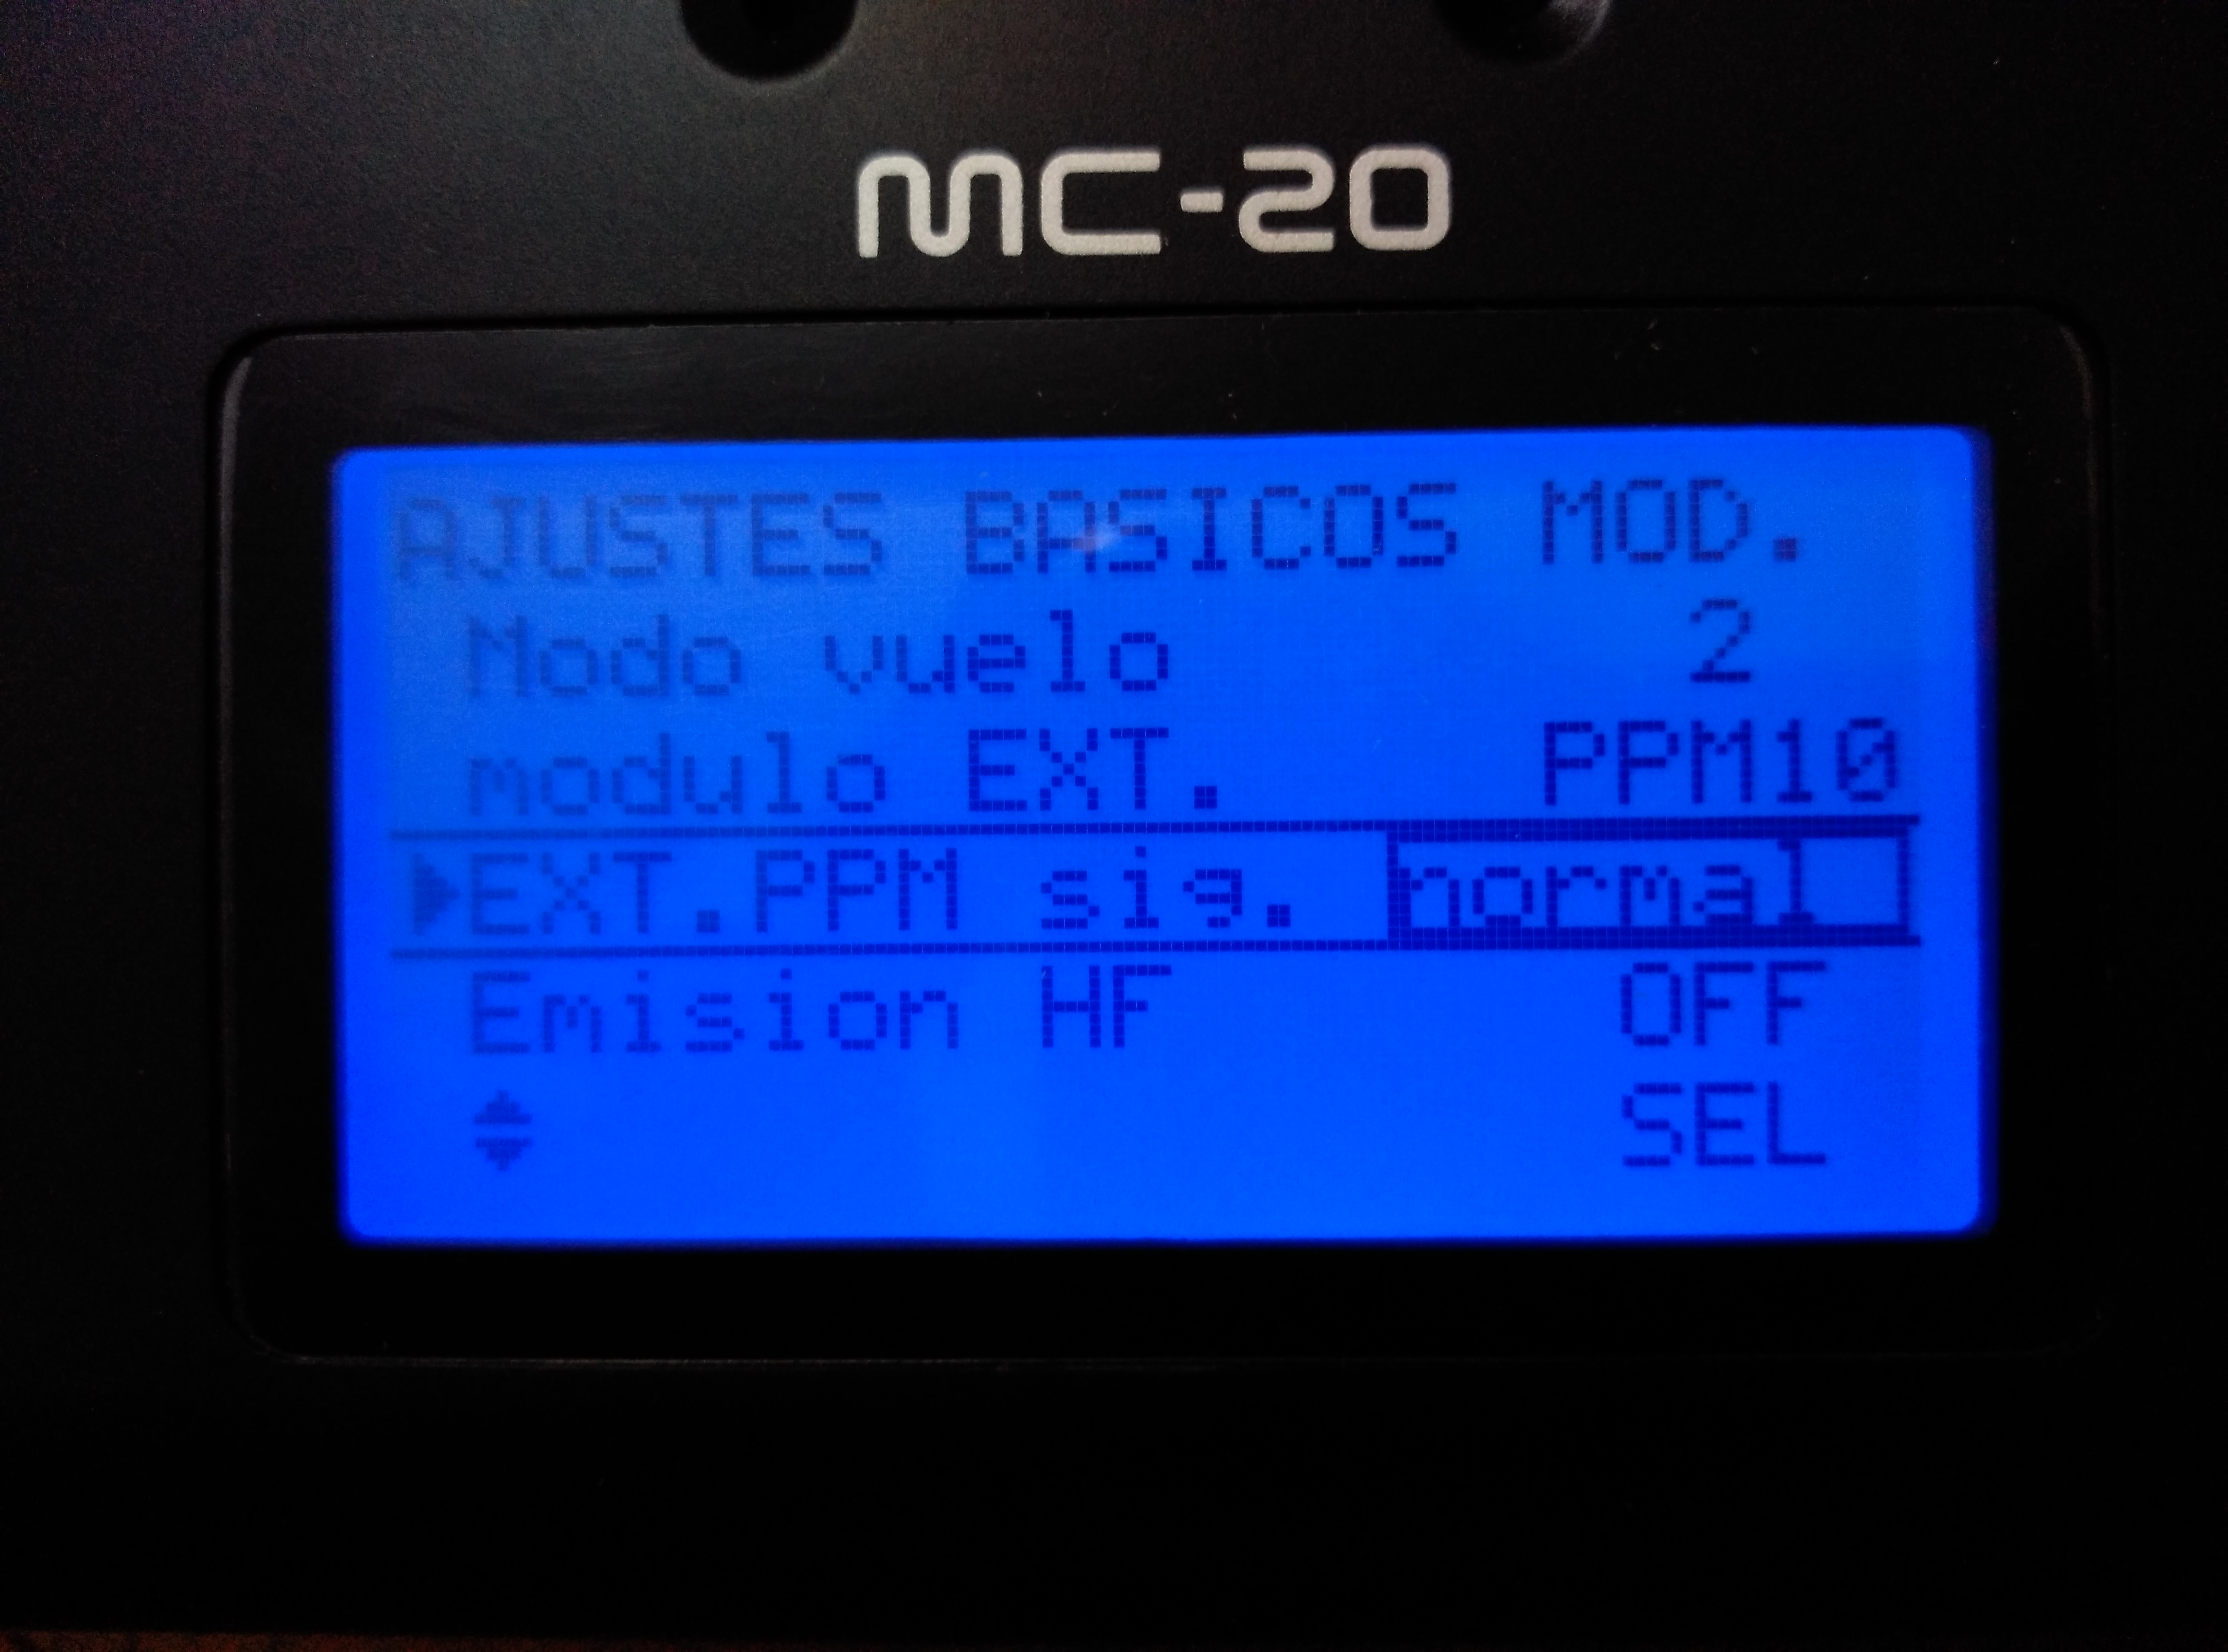 MC-20
AJUSTES BASICOS MOD.
Modo vuelo 2
modulo EXT. PPM10
EXT.PPM sig. normal
Emision HF OFF
SEL